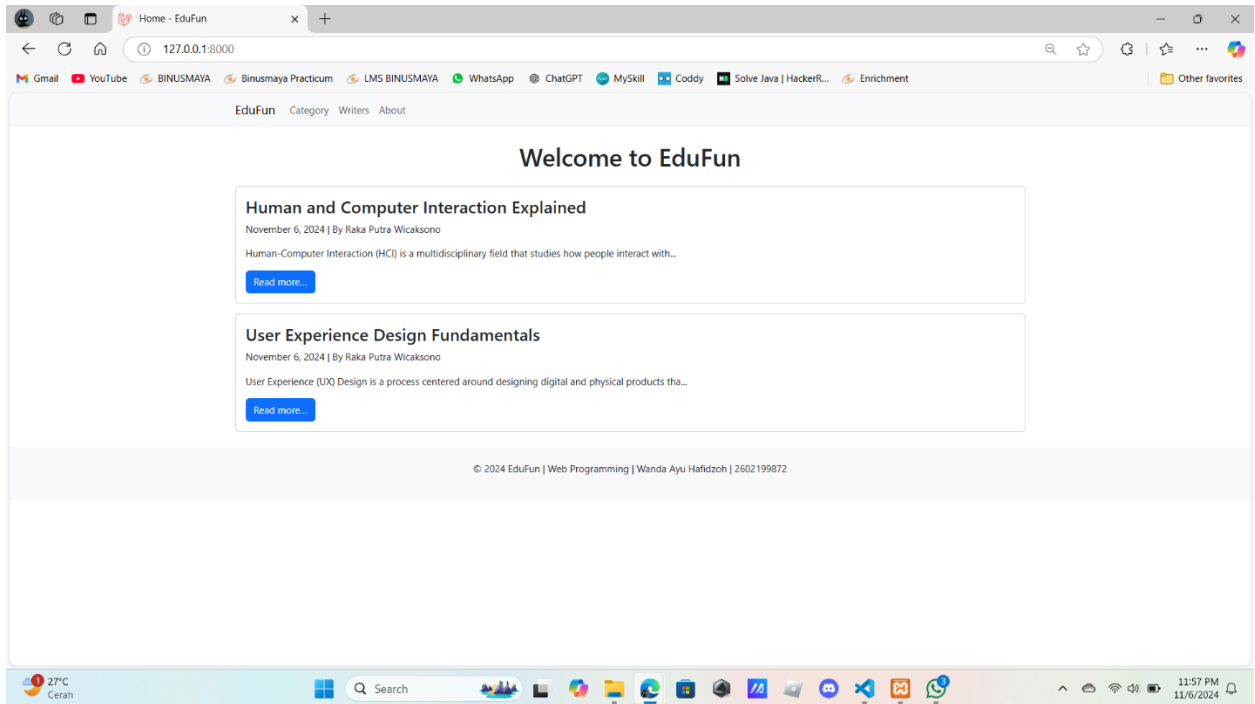 Home - EduFun
127.0.0.1:8000
Gmail YouTube BINUSMAYA Binusmaya Practicum LMS BINUSMAYA WhatsApp ChatGPT MySkill Coddy Solve Java | HackerR... Enrichment Other favorites
EduFun Category Writers About
Welcome to EduFun
Human and Computer Interaction Explained
November 6, 2024 | By Raka Putra Wicaksono
Human-Computer Interaction (HCI) is a multidisciplinary field that studies how people interact with...
Read more...
User Experience Design Fundamentals
November 6, 2024 | By Raka Putra Wicaksono
User Experience (UX) Design is a process centered around designing digital and physical products tha...
Read more...
© 2024 EduFun | Web Programming | Wanda Ayu Hafidzoh | 2602199872
1 27°C
Cerah
Search
3
11:57 PM
11/6/2024